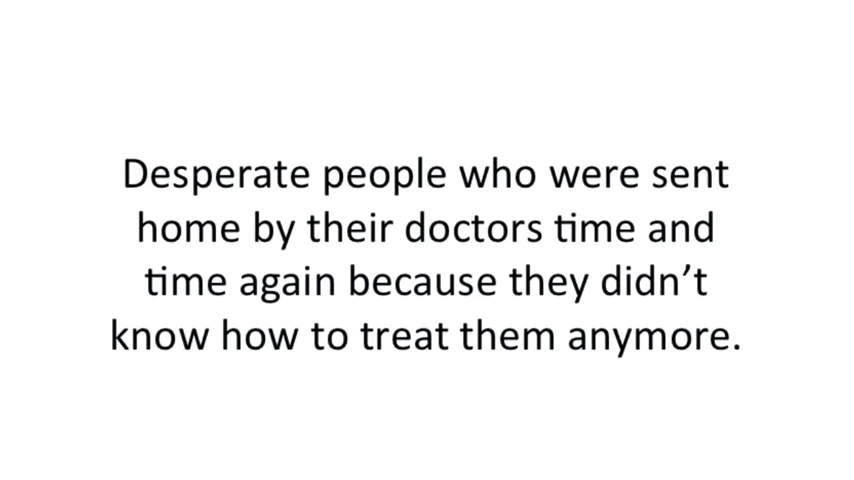 Desperate people who were sent
home by their doctors time and
time again because they didn’t
know how to treat them anymore.